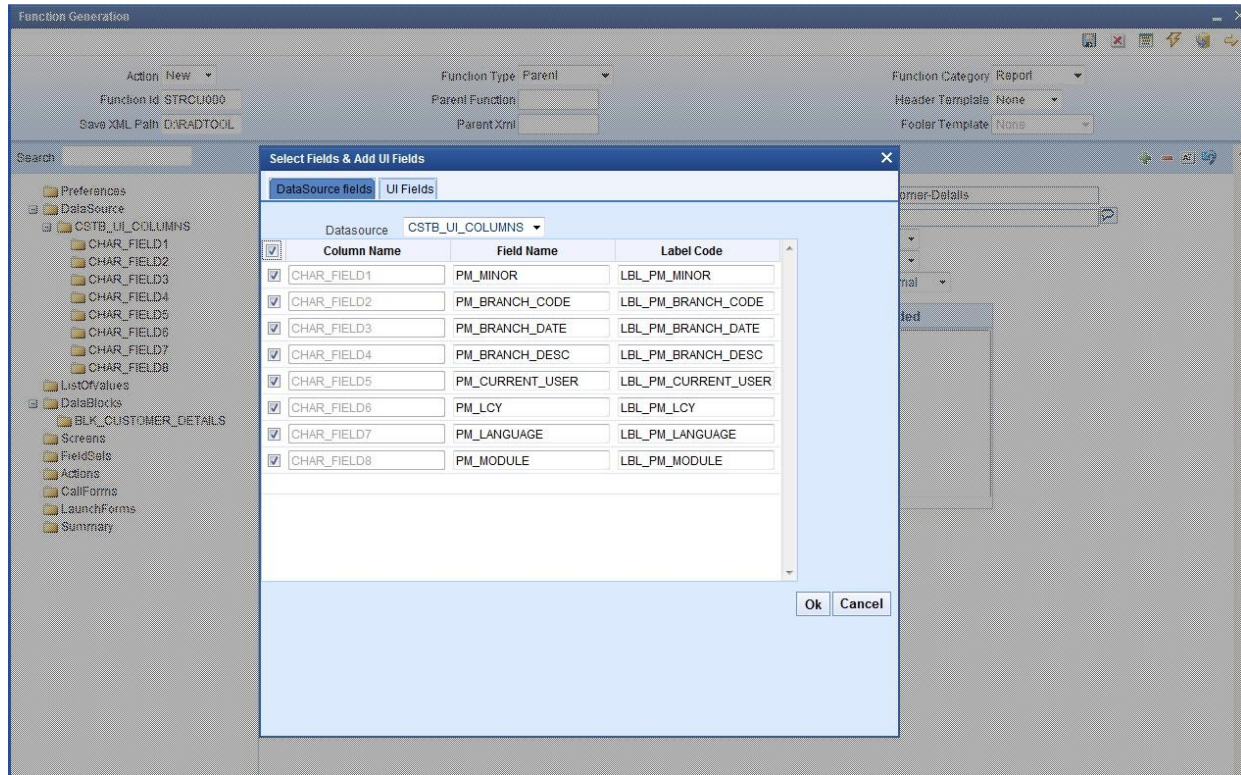 Function Generation
Action New Function Type Parent Function Category Report
Function Id Parent Function Header Template None
Save XML Path D:\RADTOOL Parent Xml Footer Template None
Search
Select Fields & Add UI Fields
DataSource fields UI Fields
Datasource CSTB_UI_COLUMNS
Column Name Field Name Label Code
CHAR_FIELD1 PM_MINOR LBL_PM_MINOR
CHAR_FIELD2 PM_BRANCH_CODE LBL_PM_BRANCH_CODE
CHAR_FIELD3 PM_BRANCH_DATE LBL_PM_BRANCH_DATE
CHAR_FIELD4 PM_BRANCH_DESC LBL_PM_BRANCH_DESC
CHAR_FIELD5 PM_CURRENT_USER LBL_PM_CURRENT_USER
CHAR_FIELD6 PM_LCY LBL_PM_LCY
CHAR_FIELD7 PM_LANGUAGE LBL_PM_LANGUAGE
CHAR_FIELD8 PM_MODULE LBL_PM_MODULE
Ok Cancel
Preferences
DataSource
CSTB_UI_COLUMNS
CHAR_FIELD1
CHAR_FIELD2
CHAR_FIELD3
CHAR_FIELD4
CHAR_FIELD5
CHAR_FIELD6
CHAR_FIELD7
CHAR_FIELD8
ListOfValues
DataBlocks
BLK_CUSTOMER_DETAILS
Screens
FieldSets
Actions
CallForms
LaunchForms
Summary
omer-Details
mal
ded